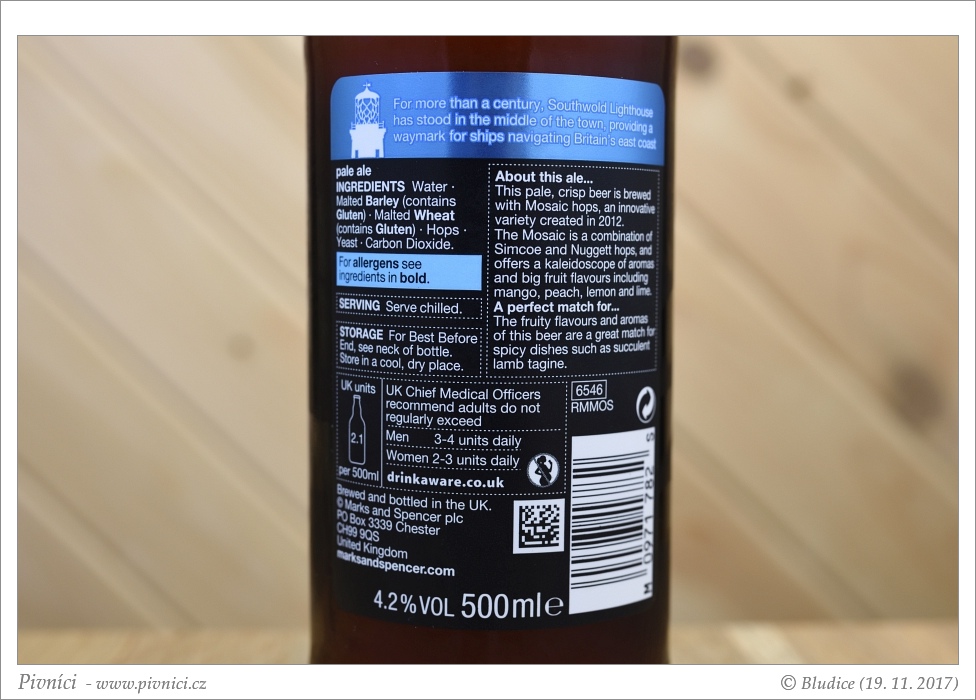 For more than a century, Southwold Lighthouse
has stood in the middle of the town, providing a
waymark for ships navigating Britain's east coast
pale ale
INGREDIENTS Water ·
Malted Barley (contains
Gluten) · Malted Wheat
(contains Gluten) · Hops ·
Yeast · Carbon Dioxide.
For allergens see
ingredients in bold.
SERVING Serve chilled.
STORAGE For Best Before
End, see neck of bottle.
Store in a cool, dry place.
About this ale...
This pale, crisp beer is brewed
with Mosaic hops, an innovative
variety created in 2012.
The Mosaic is a combination of
Simcoe and Nuggett hops, and
offers a kaleidoscope of aromas
and big fruit flavours including
mango, peach, lemon and lime.
A perfect match for...
The fruity flavours and aromas
of this beer are a great match for
spicy dishes such as succulent
lamb tagine.
UK units
2.1
per 500ml
UK Chief Medical Officers
recommend adults do not
regularly exceed
Men 3-4 units daily
Women 2-3 units daily
drinkaware.co.uk
6546
RMMOS
Brewed and bottled in the UK.
© Marks and Spencer plc
PO Box 3339 Chester
CH99 9QS
United Kingdom
marksandspencer.com
4.2%VOL 500ml℮
M 0971 782 S
Pivníci - www.pivnici.cz
© Bludice (19. 11. 2017)